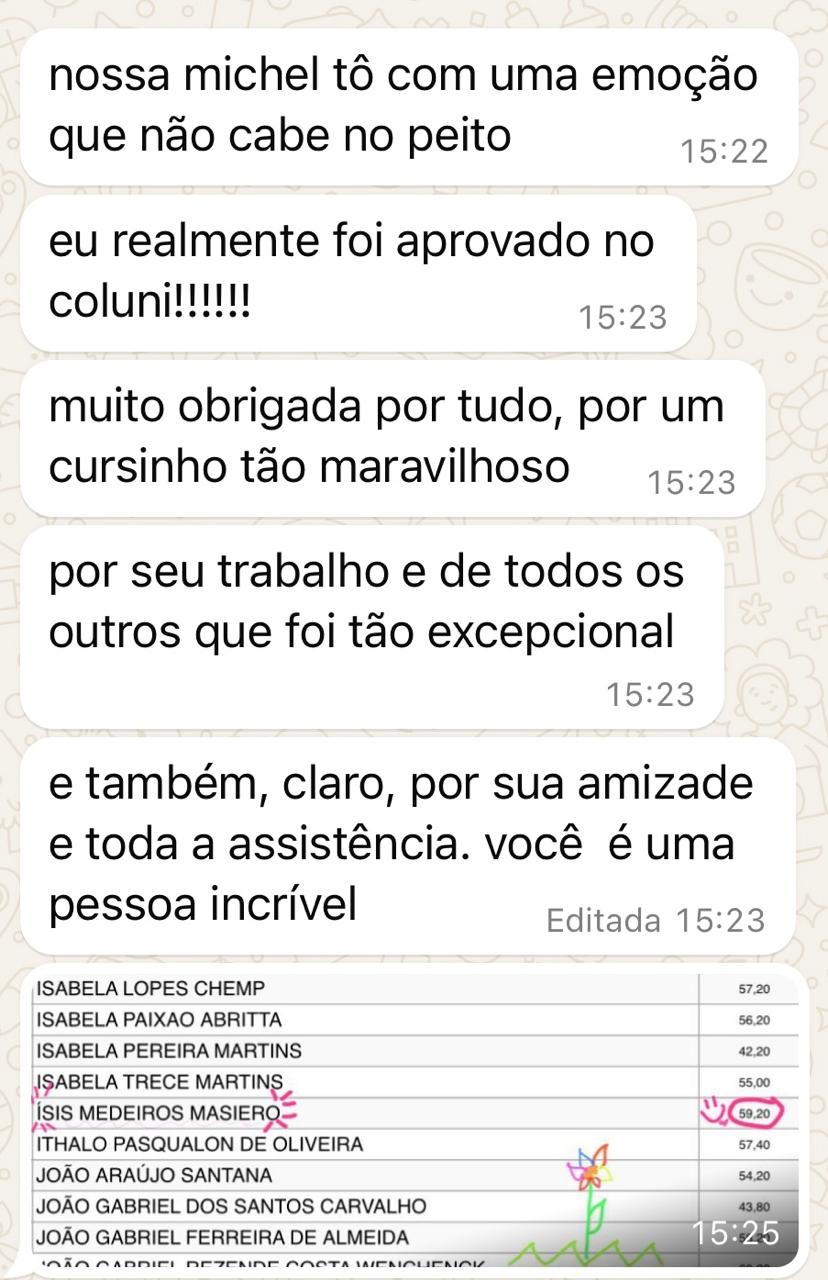 nossa michel tô com uma emoção
que não cabe no peito
15:22
eu realmente foi aprovado no
coluni!!!!!!
15:23
muito obrigada por tudo, por um
cursinho tão maravilhoso
15:23
por seu trabalho e de todos os
outros que foi tão excepcional
15:23
e também, claro, por sua amizade
e toda a assistência. você  é uma
pessoa incrível
Editada 15:23
ISABELA LOPES CHEMP 57,20
ISABELA PAIXAO ABRITTA 56,20
ISABELA PEREIRA MARTINS 42,20
ISABELA TRECE MARTINS 55,00
ÍSIS MEDEIROS MASIERO 59,20
ITHALO PASQUALON DE OLIVEIRA 57,40
JOÃO ARAÚJO SANTANA 54,20
JOÃO GABRIEL DOS SANTOS CARVALHO 43,80
JOÃO GABRIEL FERREIRA DE ALMEIDA
JOÃO GABRIEL REZENDE COSTA WENCHENCK
15:25